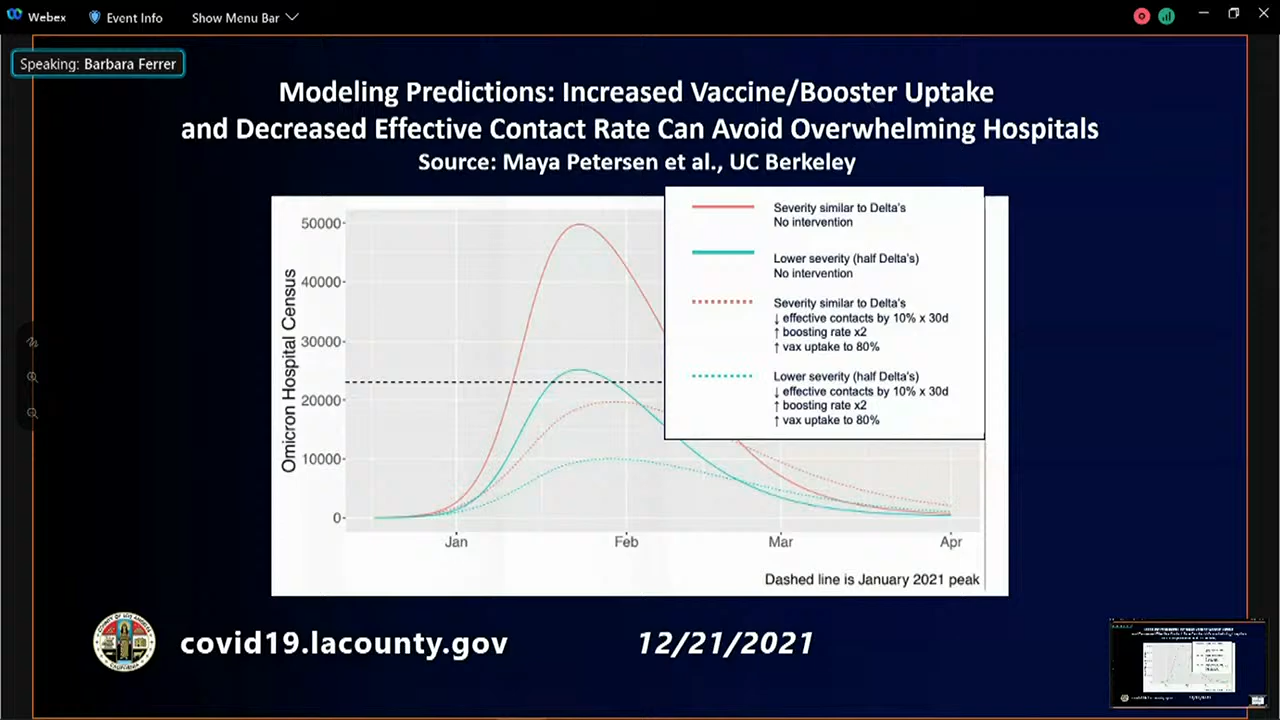 Webex
Event Info
Show Menu Bar
Speaking: Barbara Ferrer
Modeling Predictions: Increased Vaccine/Booster Uptake
and Decreased Effective Contact Rate Can Avoid Overwhelming Hospitals
Source: Maya Petersen et al., UC Berkeley
Omicron Hospital Census
50000
40000
30000
20000
10000
0
Jan
Feb
Mar
Apr
Severity similar to Delta's
No intervention
Lower severity (half Delta's)
No intervention
Severity similar to Delta's
↓ effective contacts by 10% x 30d
↑ boosting rate x2
↑ vax uptake to 80%
Lower severity (half Delta's)
↓ effective contacts by 10% x 30d
↑ boosting rate x2
↑ vax uptake to 80%
Dashed line is January 2021 peak
covid19.lacounty.gov
12/21/2021